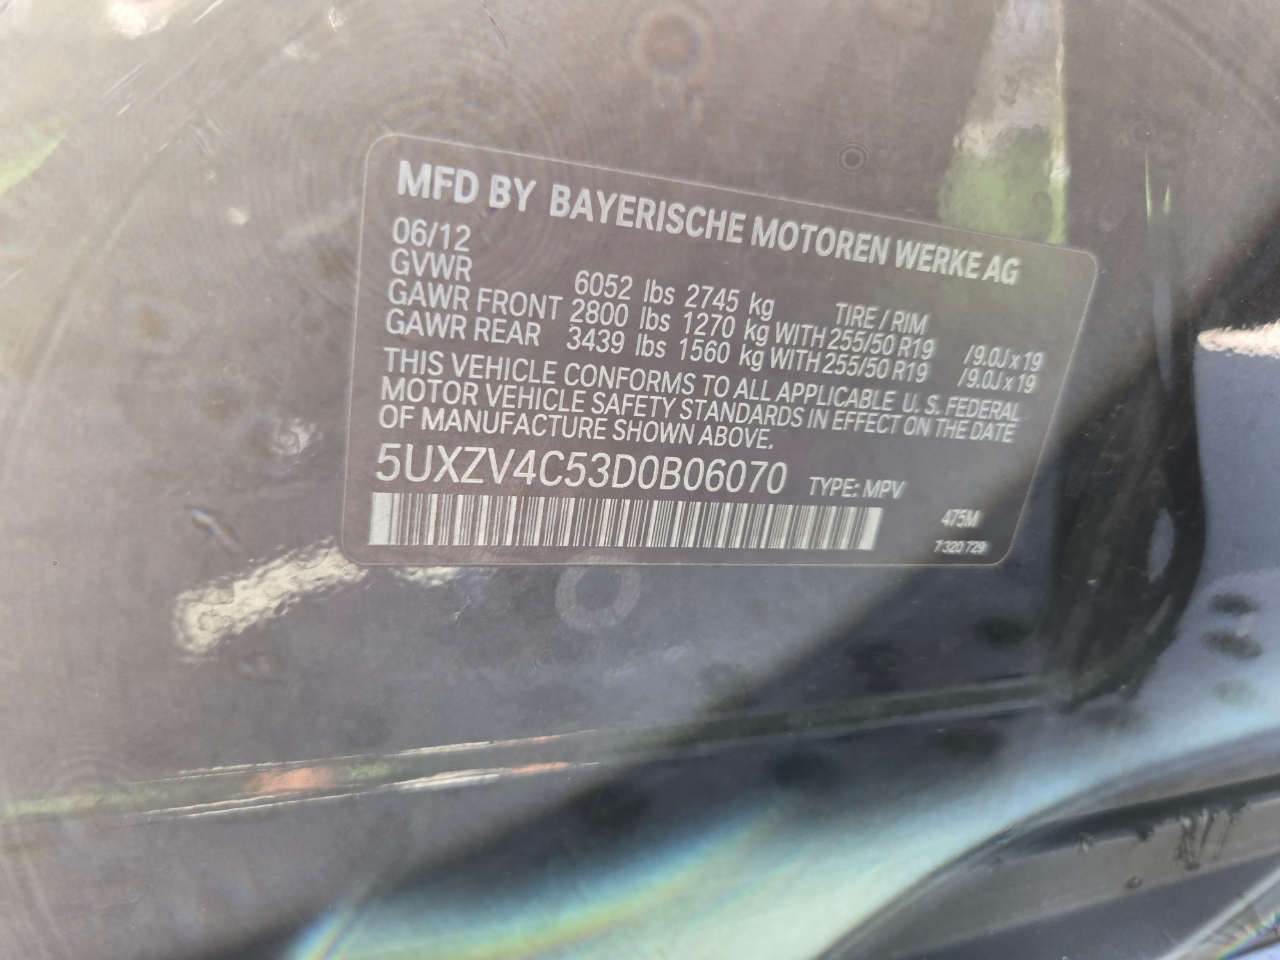 MFD BY BAYERISCHE MOTOREN WERKE AG
06/12
GVWR 6052 lbs 2745 kg TIRE / RIM
GAWR FRONT 2800 lbs 1270 kg WITH 255/50 R19 /9.0J x 19
GAWR REAR 3439 lbs 1560 kg WITH 255/50 R19 /9.0J x 19
THIS VEHICLE CONFORMS TO ALL APPLICABLE U. S. FEDERAL
MOTOR VEHICLE SAFETY STANDARDS IN EFFECT ON THE DATE
OF MANUFACTURE SHOWN ABOVE.
5UXZV4C53D0B06070 TYPE: MPV
475M
7 320 729